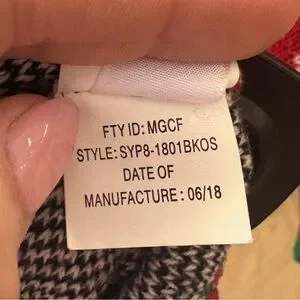 FTY ID: MGCF
STYLE: SYP8-1801BKOS
DATE OF
MANUFACTURE: 06/18